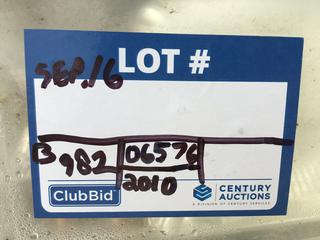 LOT #
SEP.16
B 982 06576
2010
ClubBid
CENTURY
AUCTIONS
A DIVISION OF CENTURY SERVICES